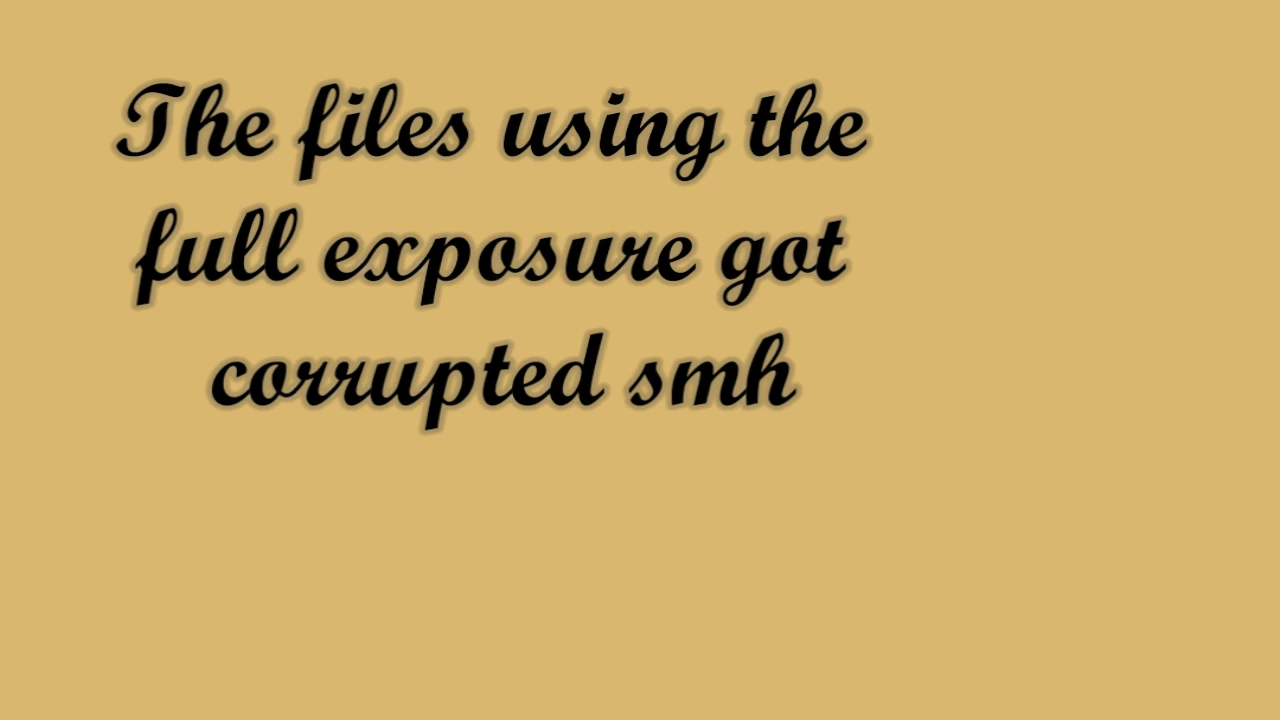 The files using the
full exposure got
corrupted smh